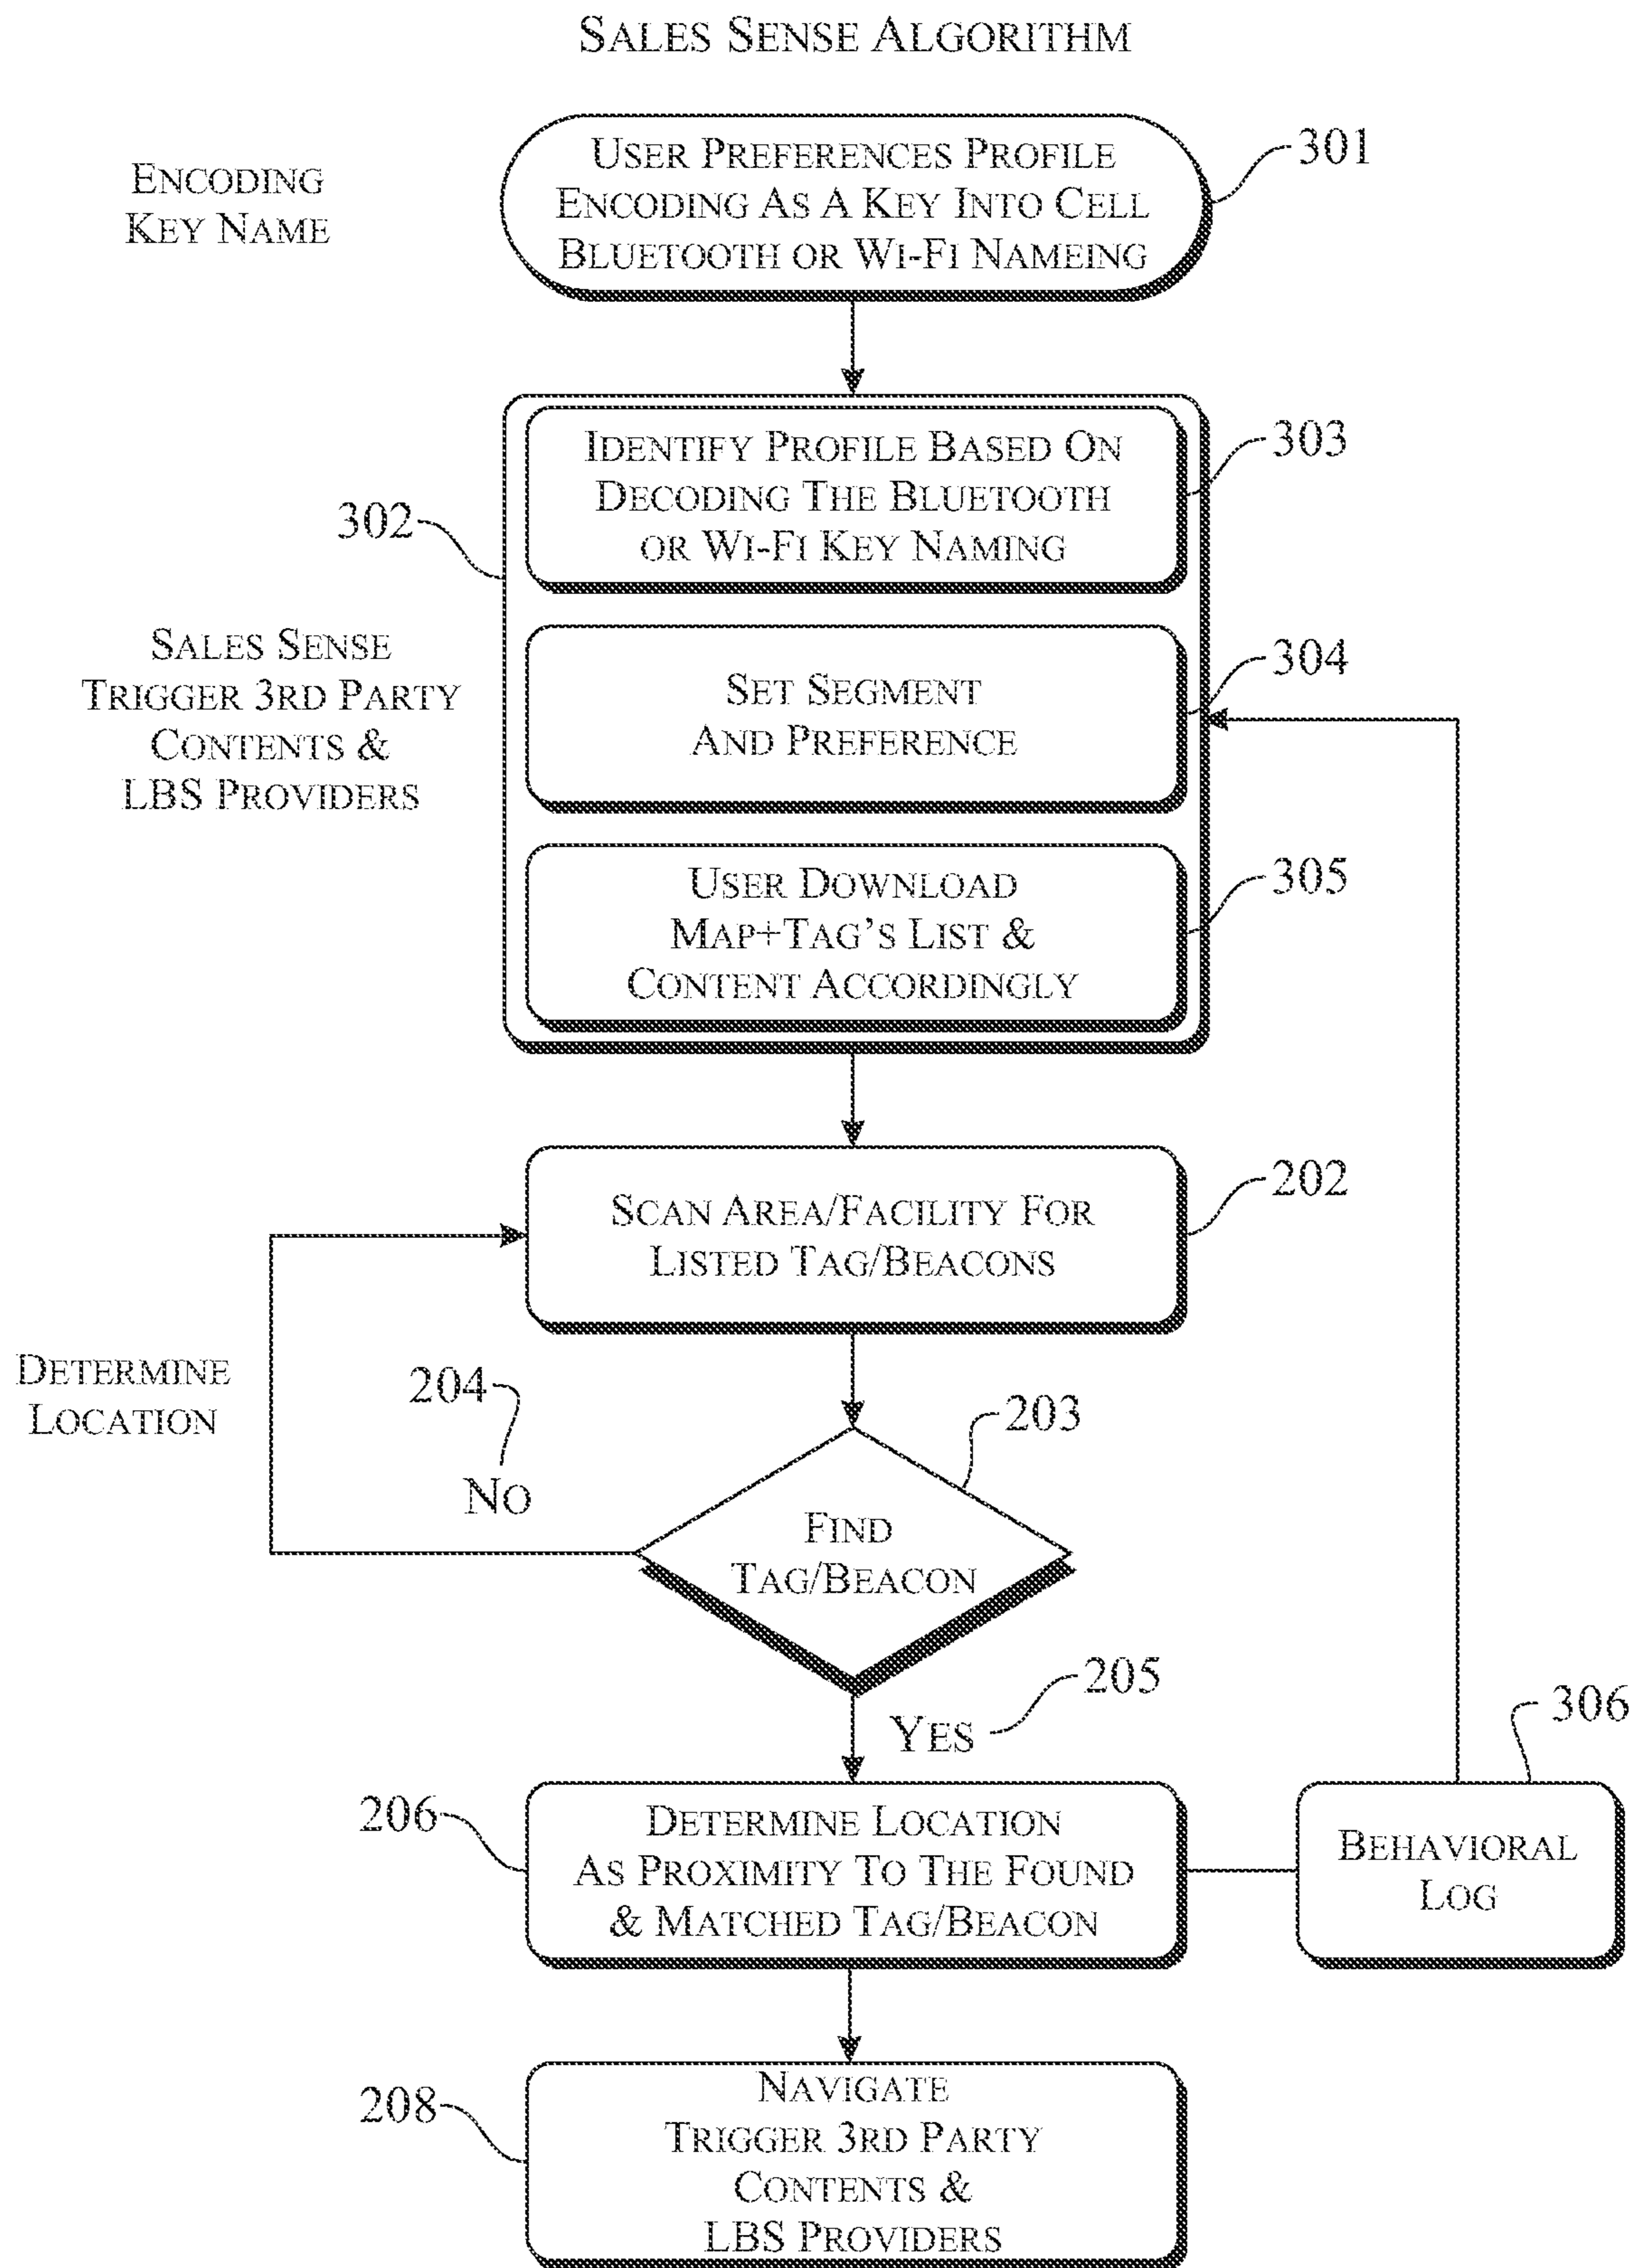 SALES SENSE ALGORITHM
ENCODING
KEY NAME
USER PREFERENCES PROFILE
ENCODING AS A KEY INTO CELL
BLUETOOTH OR WI-FI NAMEING
301
302
IDENTIFY PROFILE BASED ON
DECODING THE BLUETOOTH
OR WI-FI KEY NAMING
303
SALES SENSE
TRIGGER 3RD PARTY
CONTENTS &
LBS PROVIDERS
SET SEGMENT
AND PREFERENCE
304
USER DOWNLOAD
MAP+TAG'S LIST &
CONTENT ACCORDINGLY
305
SCAN AREA/FACILITY FOR
LISTED TAG/BEACONS
202
DETERMINE
LOCATION
204
NO
203
FIND
TAG/BEACON
YES
205
206
DETERMINE LOCATION
AS PROXIMITY TO THE FOUND
& MATCHED TAG/BEACON
306
BEHAVIORAL
LOG
208
NAVIGATE
TRIGGER 3RD PARTY
CONTENTS &
LBS PROVIDERS